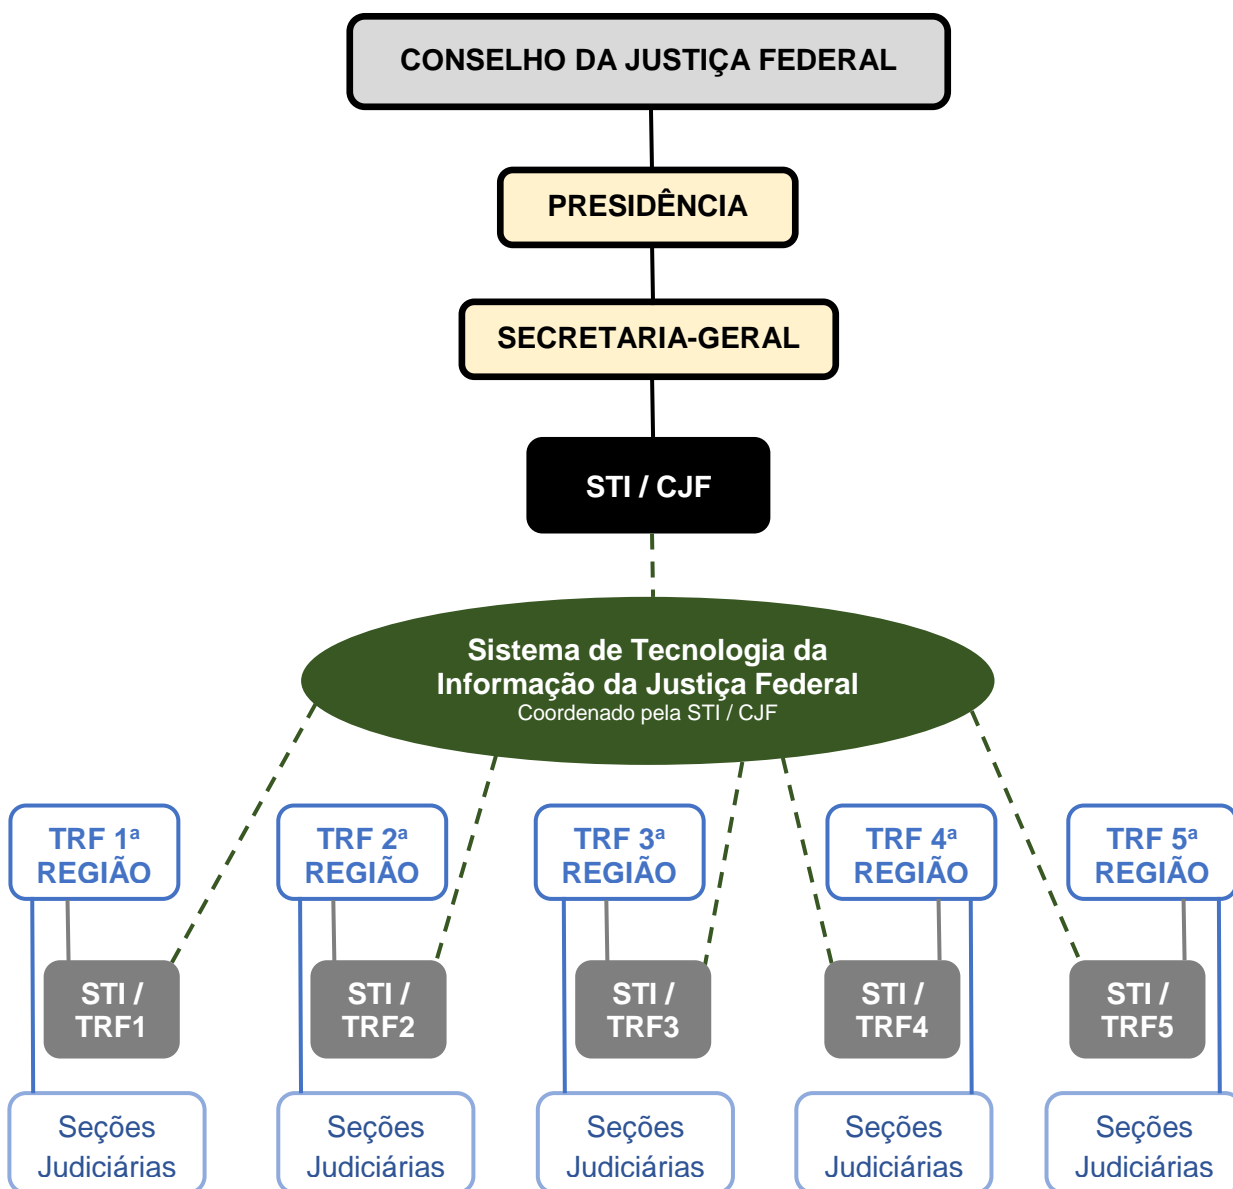 CONSELHO DA JUSTIÇA FEDERAL
PRESIDÊNCIA
SECRETARIA-GERAL
STI / CJF
Sistema de Tecnologia da
Informação da Justiça Federal
Coordenado pela STI / CJF
TRF 1ª
REGIÃO
TRF 2ª
REGIÃO
TRF 3ª
REGIÃO
TRF 4ª
REGIÃO
TRF 5ª
REGIÃO
STI /
TRF1
STI /
TRF2
STI /
TRF3
STI /
TRF4
STI /
TRF5
Seções
Judiciárias
Seções
Judiciárias
Seções
Judiciárias
Seções
Judiciárias
Seções
Judiciárias